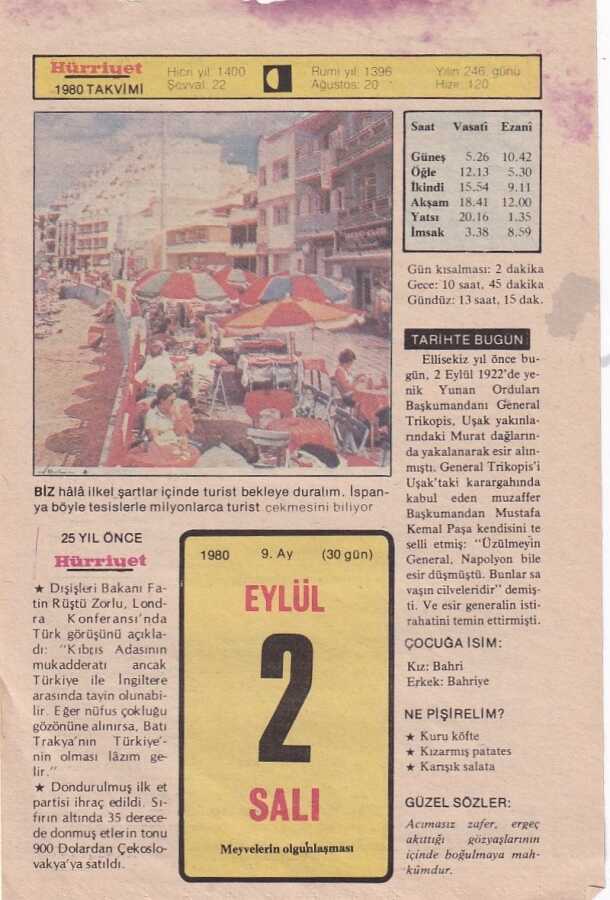 Hürriyet
1980 TAKVİMİ
Hicri yıl: 1400
Şevval: 22
Rumi yıl: 1396
Ağustos: 20
Yılın 246. günü
Hızır: 120
Saat Vasati Ezani
Güneş 5.26 10.42
Öğle 12.13 5.30
İkindi 15.54 9.11
Akşam 18.41 12.00
Yatsı 20.16 1.35
İmsak 3.38 8.59
Gün kısalması: 2 dakika
Gece: 10 saat, 45 dakika
Gündüz: 13 saat, 15 dak.
TARİHTE BUGÜN
Ellisekiz yıl önce bu-
gün, 2 Eylül 1922'de ye-
nik Yunan Orduları
Başkumandanı General
Trikopis, Uşak yakınla-
rındaki Murat dağların-
da yakalanarak esir alın-
mıştı. General Trikopis'i
Uşak'taki karargahında
kabul eden muzaffer
Başkumandan Mustafa
Kemal Paşa kendisini te
selli etmiş: "Üzülmeyin
General, Napolyon bile
esir düşmüştü. Bunlar sa
vaşın cilveleridir" demiş-
ti. Ve esir generalin isti-
rahatini temin ettirmişti.
ÇOCUĞA İSİM:
Kız: Bahri
Erkek: Bahriye
NE PİŞİRELİM?
★ Kuru köfte
★ Kızarmış patates
★ Karışık salata
GÜZEL SÖZLER:
Acımasız zafer, ergeç
akıttığı gözyaşlarının
içinde boğulmaya mah-
kûmdur.
BİZ hâlâ ilkel şartlar içinde turist bekleye duralım. İspan-
ya böyle tesislerle milyonlarca turist çekmesini biliyor
25 YIL ÖNCE
Hürriyet
★ Dışişleri Bakanı Fa-
tin Rüştü Zorlu, Lond-
ra Konferansı'nda
Türk görüşünü açıkla-
dı: "Kıbrıs Adasının
mukadderatı ancak
Türkiye ile İngiltere
arasında tayin olunabi-
lir. Eğer nüfus çokluğu
gözönüne alınırsa, Batı
Trakya'nın Türkiye'-
nin olması lâzım ge-
lir."
★ Dondurulmuş ilk et
partisi ihraç edildi. Sı-
fırın altında 35 derece-
de donmuş etlerin tonu
900 Dolardan Çekoslo-
vakya'ya satıldı.
1980 9. Ay (30 gün)
EYLÜL
2
SALI
Meyvelerin olgunlaşması